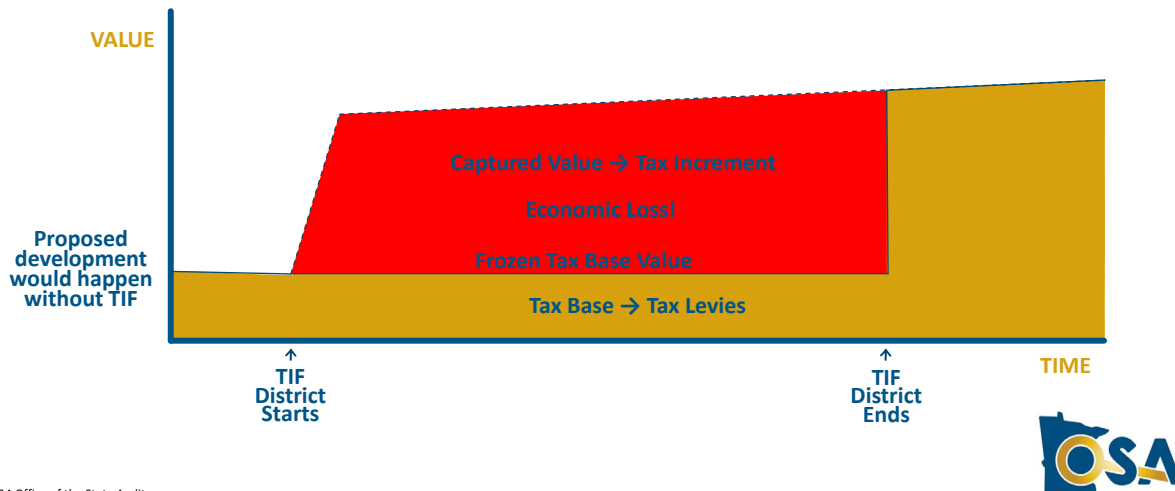 VALUE
Captured Value → Tax Increment
Economic Loss!
Proposed
development
would happen
without TIF
Frozen Tax Base Value
Tax Base → Tax Levies
↑
TIF
District
Starts
↑
TIF
District
Ends
TIME
OSA